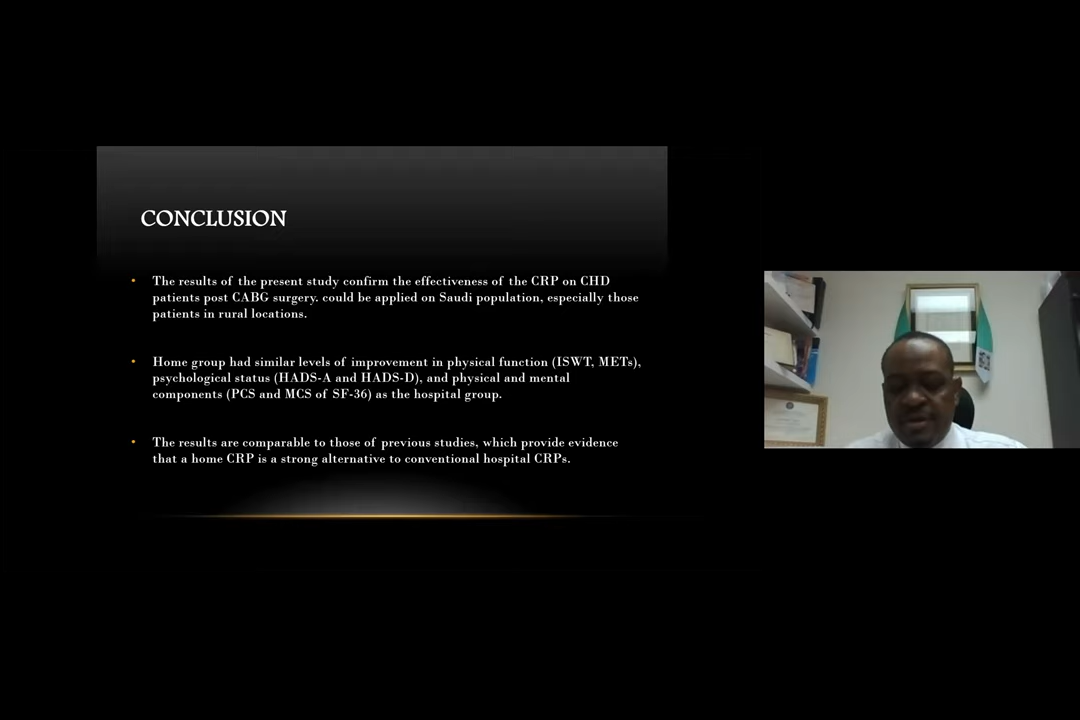 CONCLUSION
• The results of the present study confirm the effectiveness of the CRP on CHD
patients post CABG surgery. could be applied on Saudi population, especially those
patients in rural locations.
• Home group had similar levels of improvement in physical function (ISWT, METs),
psychological status (HADS-A and HADS-D), and physical and mental
components (PCS and MCS of SF-36) as the hospital group.
• The results are comparable to those of previous studies, which provide evidence
that a home CRP is a strong alternative to conventional hospital CRPs.